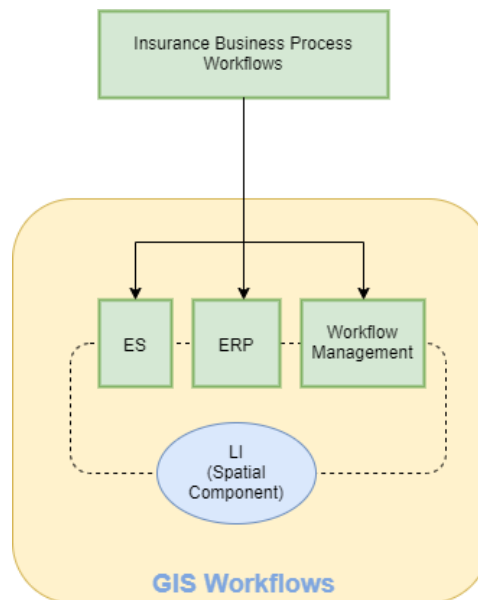 Insurance Business Process
Workflows
ES
ERP
Workflow
Management
LI
(Spatial
Component)
GIS Workflows